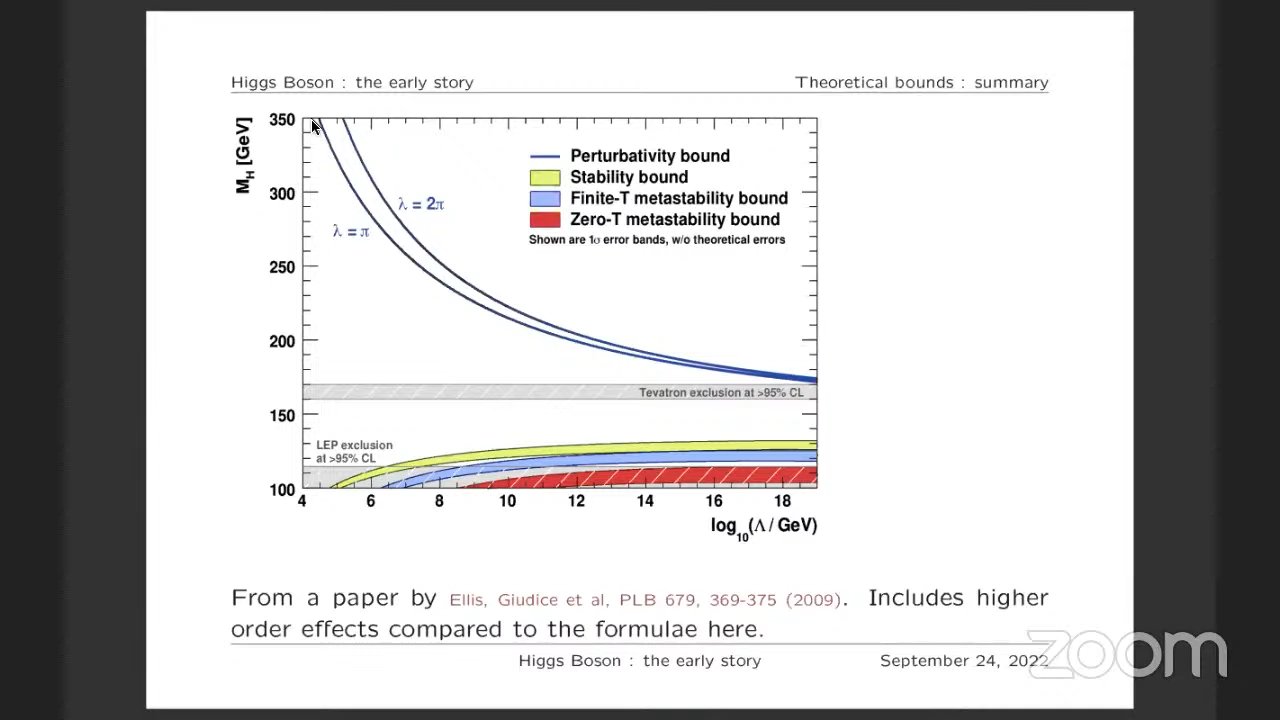 Higgs Boson : the early story
Theoretical bounds : summary
M_H [GeV]
350
300
250
200
150
100
Perturbativity bound
Stability bound
Finite-T metastability bound
Zero-T metastability bound
Shown are 1σ error bands, w/o theoretical errors
λ = 2π
λ = π
Tevatron exclusion at >95% CL
LEP exclusion
at >95% CL
4 6 8 10 12 14 16 18
log₁₀(Λ / GeV)
From a paper by Ellis, Giudice et al, PLB 679, 369-375 (2009). Includes higher
order effects compared to the formulae here.
Higgs Boson : the early story
September 24, 2022
zoom